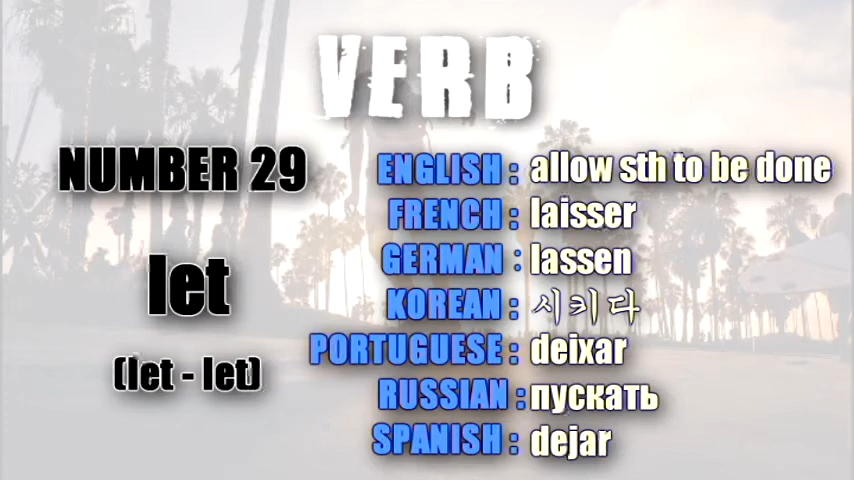 VERB
NUMBER 29
let
(let - let)
ENGLISH : allow sth to be done
FRENCH : laisser
GERMAN : lassen
KOREAN : 시키다
PORTUGUESE : deixar
RUSSIAN : пускать
SPANISH : dejar